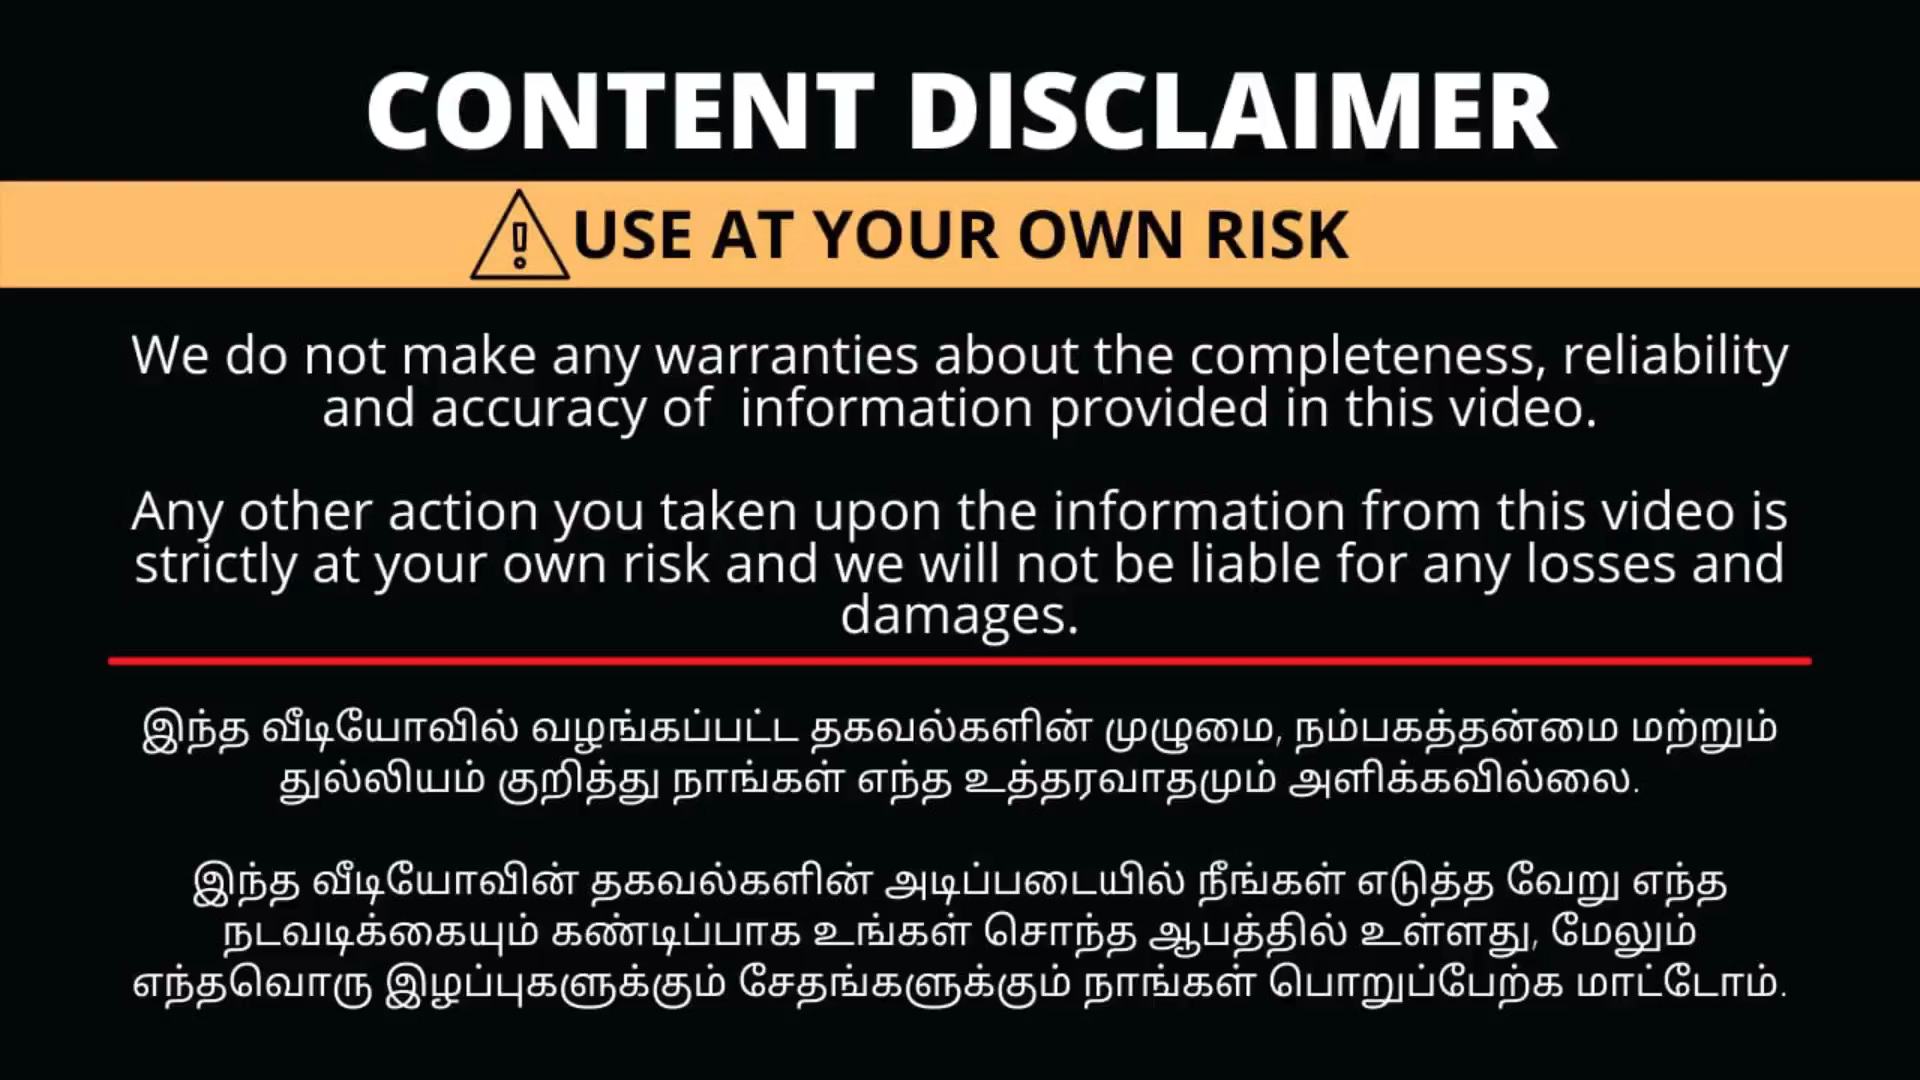 CONTENT DISCLAIMER
USE AT YOUR OWN RISK
We do not make any warranties about the completeness, reliability
and accuracy of  information provided in this video.
Any other action you taken upon the information from this video is
strictly at your own risk and we will not be liable for any losses and
damages.
இந்த வீடியோவில் வழங்கப்பட்ட தகவல்களின் முழுமை, நம்பகத்தன்மை மற்றும்
துல்லியம் குறித்து நாங்கள் எந்த உத்தரவாதமும் அளிக்கவில்லை.
இந்த வீடியோவின் தகவல்களின் அடிப்படையில் நீங்கள் எடுத்த வேறு எந்த
நடவடிக்கையும் கண்டிப்பாக உங்கள் சொந்த ஆபத்தில் உள்ளது, மேலும்
எந்தவொரு இழப்புகளுக்கும் சேதங்களுக்கும் நாங்கள் பொறுப்பேற்க மாட்டோம்.